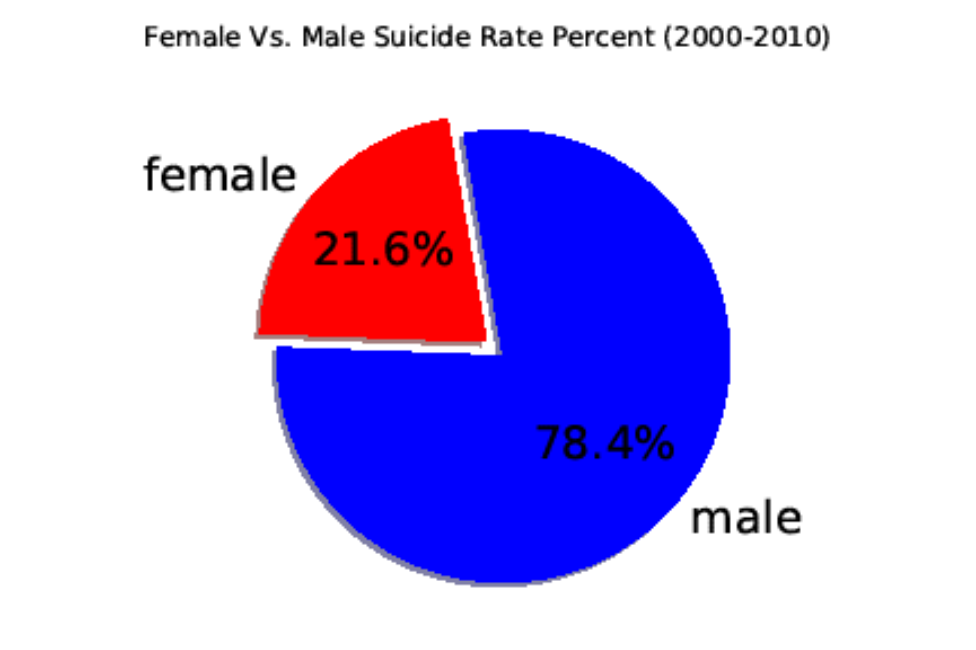 Female Vs. Male Suicide Rate Percent (2000-2010)
female
21.6%
78.4%
male